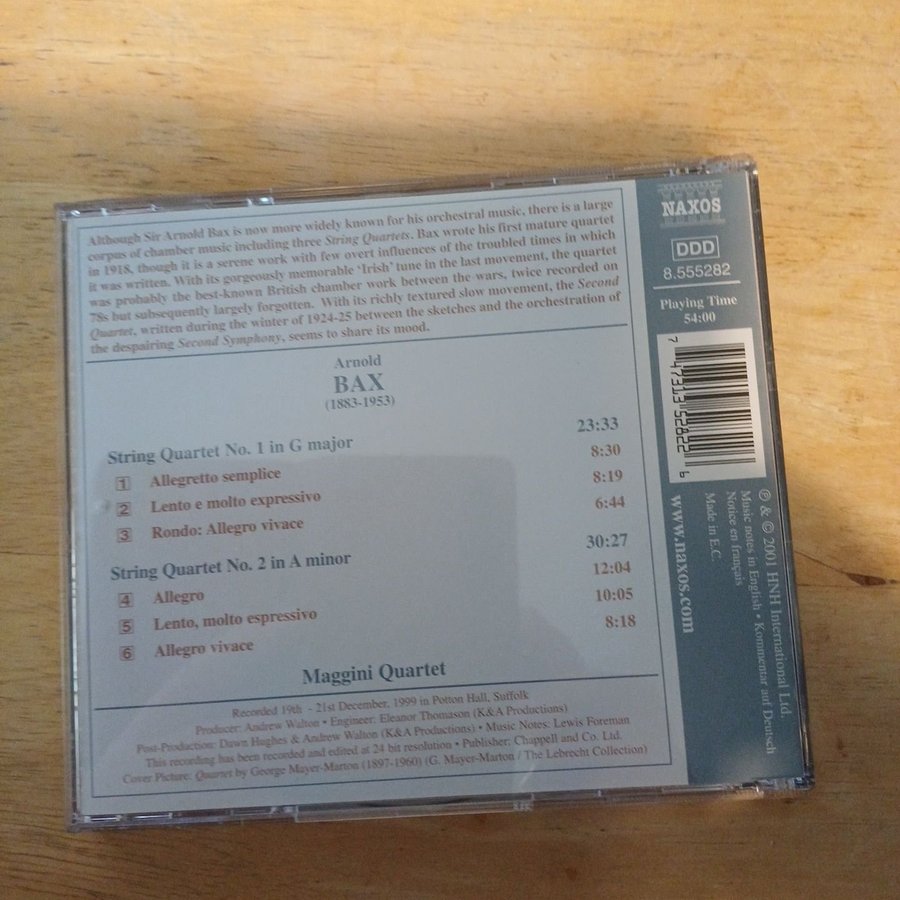 Although Sir Arnold Bax is now more widely known for his orchestral music, there is a large
corpus of chamber music including three String Quartets. Bax wrote his first mature quartet
in 1918, though it is a serene work with few overt influences of the troubled times in which
it was written. With its gorgeously memorable ‘Irish’ tune in the last movement, the quartet
was probably the best-known British chamber work between the wars, twice recorded on
78s but subsequently largely forgotten. With its richly textured slow movement, the Second
Quartet, written during the winter of 1924-25 between the sketches and the orchestration of
the despairing Second Symphony, seems to share its mood.
Arnold
BAX
(1883-1953)
String Quartet No. 1 in G major 23:33
1 Allegretto semplice 8:30
2 Lento e molto expressivo 8:19
3 Rondo: Allegro vivace 6:44
String Quartet No. 2 in A minor 30:27
4 Allegro 12:04
5 Lento, molto espressivo 10:05
6 Allegro vivace 8:18
Maggini Quartet
Recorded 19th - 21st December, 1999 in Potton Hall, Suffolk
Producer: Andrew Walton • Engineer: Eleanor Thomason (K&A Productions)
Post-Production: Dawn Hughes & Andrew Walton (K&A Productions) • Music Notes: Lewis Foreman
This recording has been recorded and edited at 24 bit resolution • Publisher: Chappell and Co. Ltd.
Cover Picture: Quartet by George Mayer-Marton (1897-1960) (G. Mayer-Marton / The Lebrecht Collection)
NAXOS
DDD
8.555282
Playing Time
54:00
7 47313 52822 6
℗ & © 2001 HNH International Ltd.
Music notes in English • Kommentar auf Deutsch
Notice en français
Made in E.C.
www.naxos.com